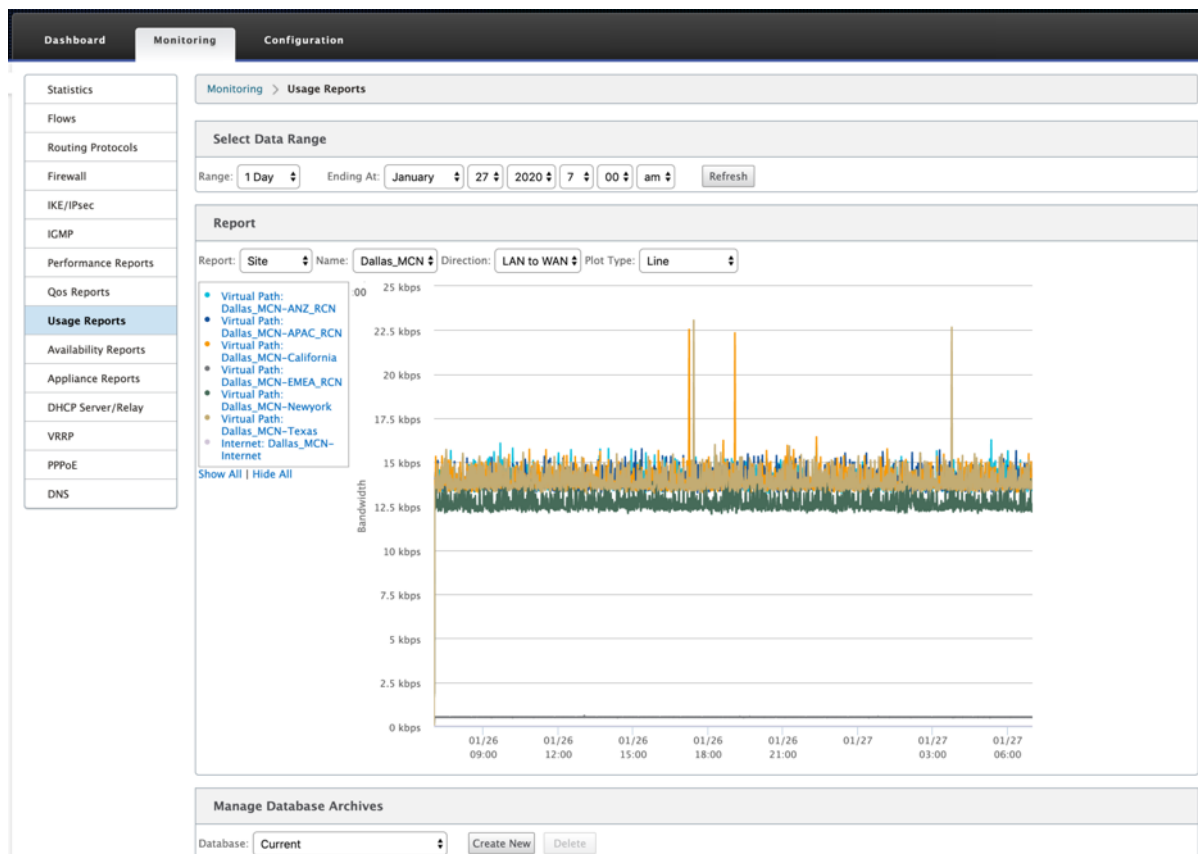 Dashboard Monitoring Configuration
Statistics
Flows
Routing Protocols
Firewall
IKE/IPsec
IGMP
Performance Reports
Qos Reports
Usage Reports
Availability Reports
Appliance Reports
DHCP Server/Relay
VRRP
PPPoE
DNS
Monitoring > Usage Reports
Select Data Range
Range: 1 Day Ending At: January 27 2020 7 00 am Refresh
Report
Report: Site Name: Dallas_MCN Direction: LAN to WAN Plot Type: Line
Virtual Path:
Dallas_MCN-ANZ_RCN
Virtual Path:
Dallas_MCN-APAC_RCN
Virtual Path:
Dallas_MCN-California
Virtual Path:
Dallas_MCN-EMEA_RCN
Virtual Path:
Dallas_MCN-Newyork
Virtual Path:
Dallas_MCN-Texas
Internet: Dallas_MCN-
Internet
Show All | Hide All
:00
25 kbps
22.5 kbps
20 kbps
17.5 kbps
15 kbps
12.5 kbps
10 kbps
7.5 kbps
5 kbps
2.5 kbps
0 kbps
Bandwidth
01/26 01/26 01/26 01/26 01/26 01/27 01/27 01/27
09:00 12:00 15:00 18:00 21:00 03:00 06:00
Manage Database Archives
Database: Current Create New Delete